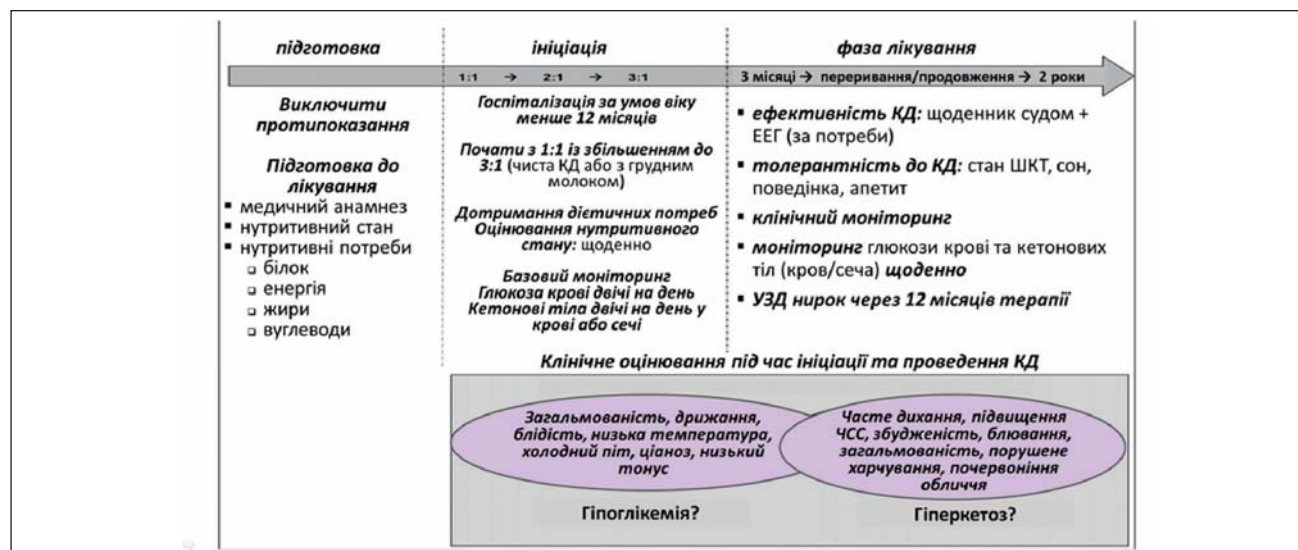 підготовка
ініціація
фаза лікування
1:1 → 2:1 → 3:1
3 місяці → переривання/продовження → 2 роки
Виключити
протипоказання
Підготовка до
лікування
▪ медичний анамнез
▪ нутритивний стан
▪ нутритивні потреби
❑ білок
❑ енергія
❑ жири
❑ вуглеводи
Госпіталізація за умов віку
менше 12 місяців
Почати з 1:1 із збільшенням до
3:1 (чиста КД або з грудним
молоком)
Дотримання дієтичних потреб
Оцінювання нутритивного
стану: щоденно
Базовий моніторинг
Глюкоза крові двічі на день
Кетонові тіла двічі на день у
крові або сечі
▪ ефективність КД: щоденник судом +
ЕЕГ (за потреби)
▪ толерантність до КД: стан ШКТ, сон,
поведінка, апетит
▪ клінічний моніторинг
▪ моніторинг глюкози крові та кетонових
тіл (кров/сеча) щоденно
▪ УЗД нирок через 12 місяців терапії
Клінічне оцінювання під час ініціації та проведення КД
Загальмованість, дрижання,
блідість, низька температура,
холодний піт, ціаноз, низький
тонус
Часте дихання, підвищення
ЧСС, збудженість, блювання,
загальмованість, порушене
харчування, почервоніння
обличчя
Гіпоглікемія?
Гіперкетоз?